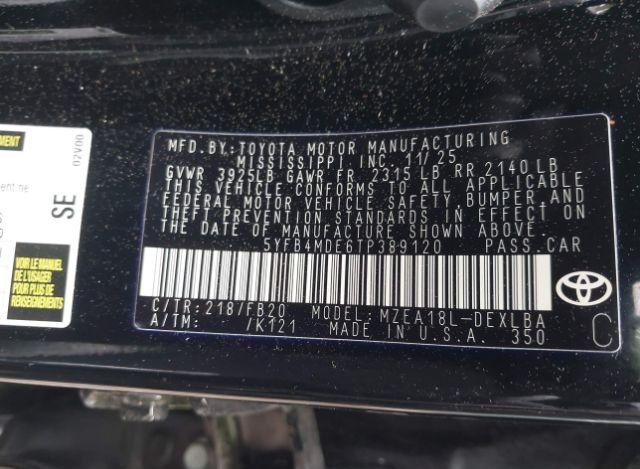 MFD.BY:TOYOTA MOTOR MANUFACTURING
MISSISSIPPI INC. 11/25
GVWR 3925LB GAWR FR 2315 LB RR 2140 LB
THIS VEHICLE CONFORMS TO ALL APPLICABLE
FEDERAL MOTOR VEHICLE SAFETY, BUMPER, AND
THEFT PREVENTION STANDARDS IN EFFECT ON
THE DATE OF MANUFACTURE SHOWN ABOVE.
5YFB4MDE6TP389120 PASS.CAR
C/TR:2187/FB20 MODEL:MZEA18L-DEXLBA
A/TM: /K121 MADE IN U.S.A. 350 C
TOYOTA
02V00
SE
VOIR LE MANUEL
DE L'USAGER
POUR PLUS DE
RENSEIGNEMENTS